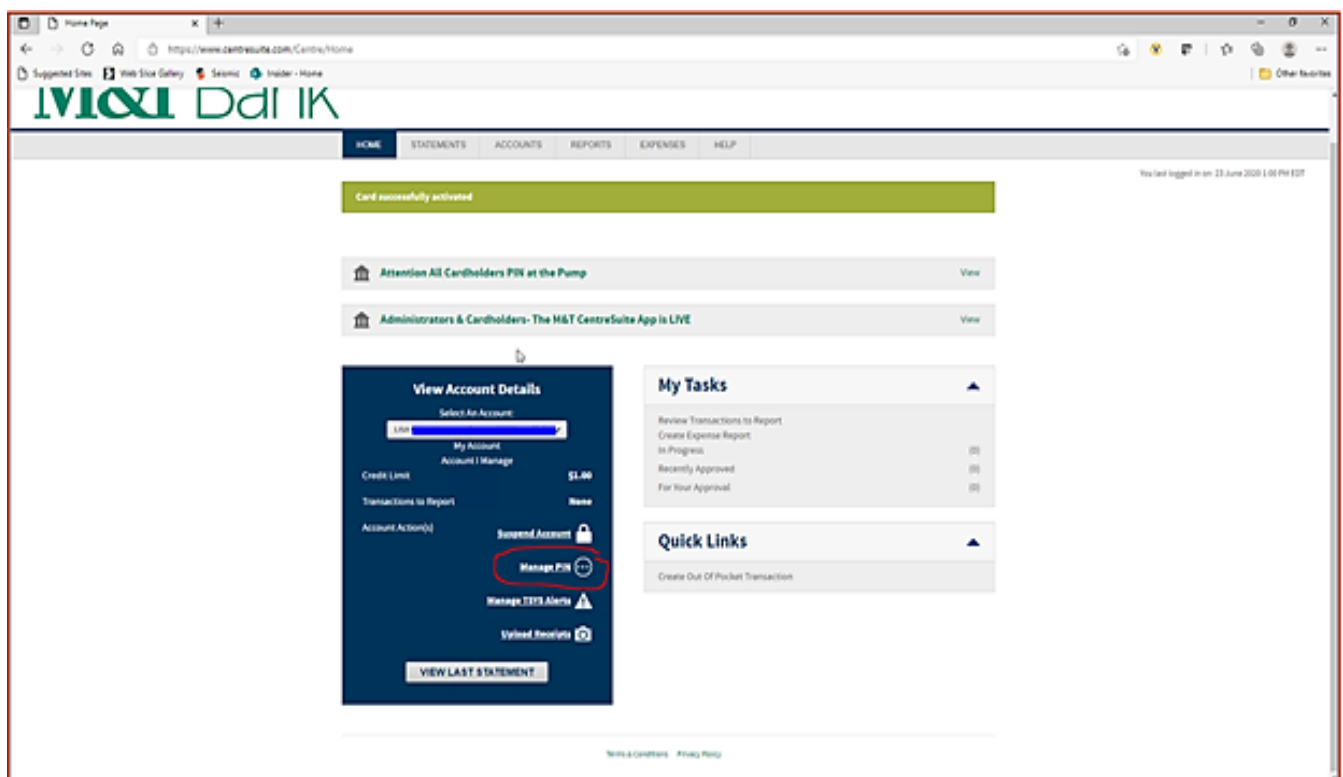 Home Page
https://www.centresuite.com/Centre/Home
Suggested Sites Web Slice Gallery Seismic Insider - Home Other favorites
M&T Bank
HOME STATEMENTS ACCOUNTS REPORTS EXPENSES HELP
You last logged in on: 23 June 2020 1:00 PM EDT
Card successfully activated
Attention All Cardholders PIN at the Pump View
Administrators & Cardholders- The M&T CentreSuite App is LIVE View
View Account Details
Select An Account:
My Account
Account I Manage
Credit Limit $1.00
Transactions to Report None
Account Action(s) Suspend Account
Manage PIN
Manage TSYS Alerts
Upload Receipts
VIEW LAST STATEMENT
My Tasks
Review Transactions to Report
Create Expense Report
In Progress (0)
Recently Approved (0)
For Your Approval (0)
Quick Links
Create Out Of Pocket Transaction
Terms & Conditions Privacy Policy